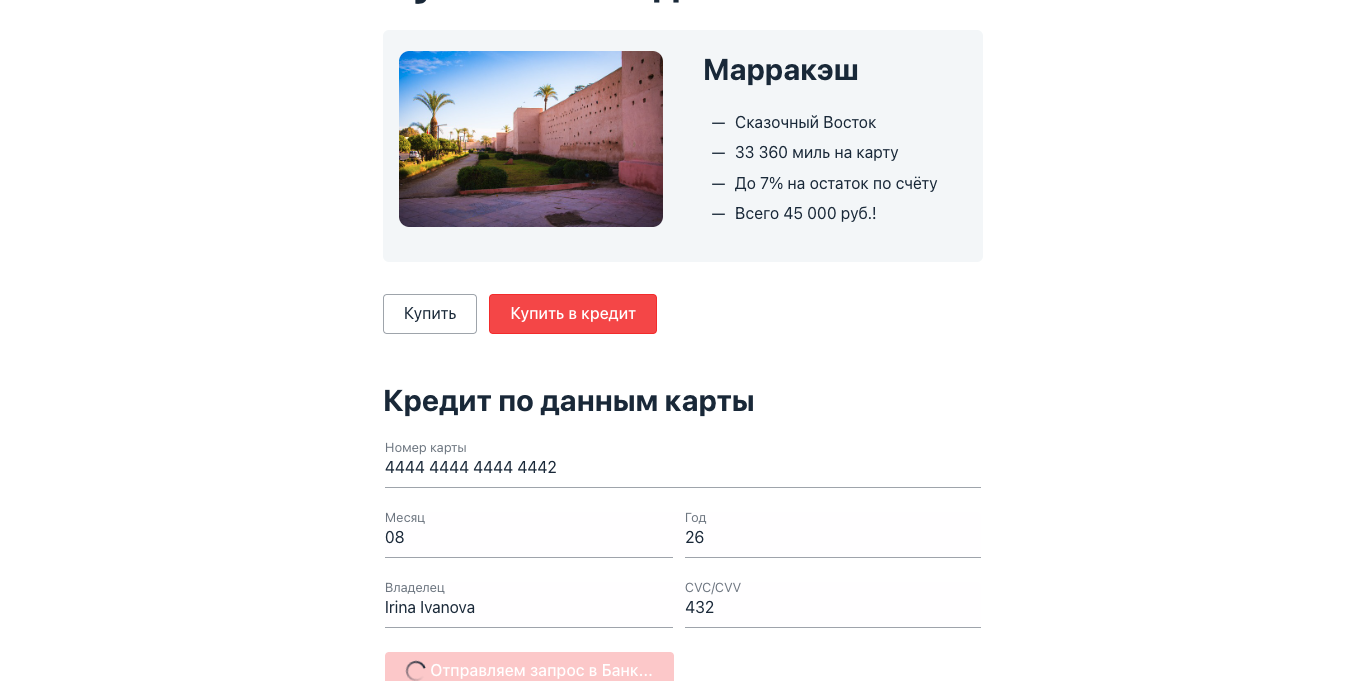 Марракэш
— Сказочный Восток
— 33 360 миль на карту
— До 7% на остаток по счёту
— Всего 45 000 руб.!
Купить Купить в кредит
Кредит по данным карты
Номер карты
4444 4444 4444 4442
Месяц Год
08 26
Владелец CVC/CVV
Irina Ivanova 432
Отправляем запрос в Банк...